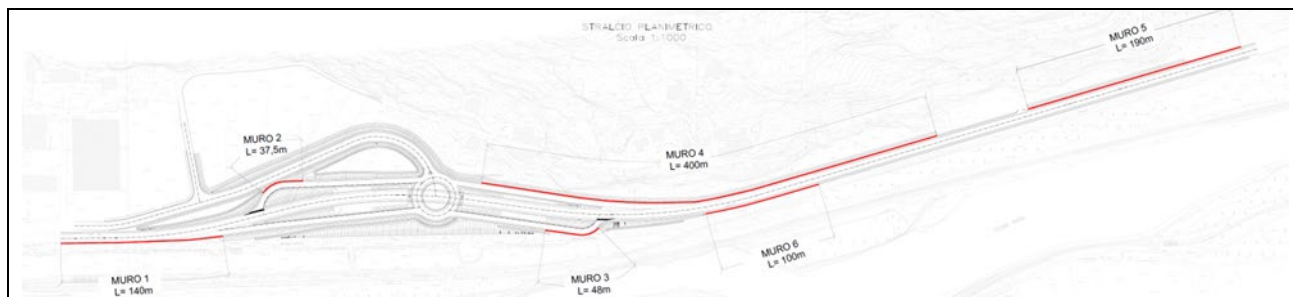 STRALCIO PLANIMETRICO
Scala 1:1000
MURO 5
L= 190m
MURO 2
L= 37,5m
MURO 4
L= 400m
MURO 6
L= 100m
MURO 1
L= 140m
MURO 3
L= 48m